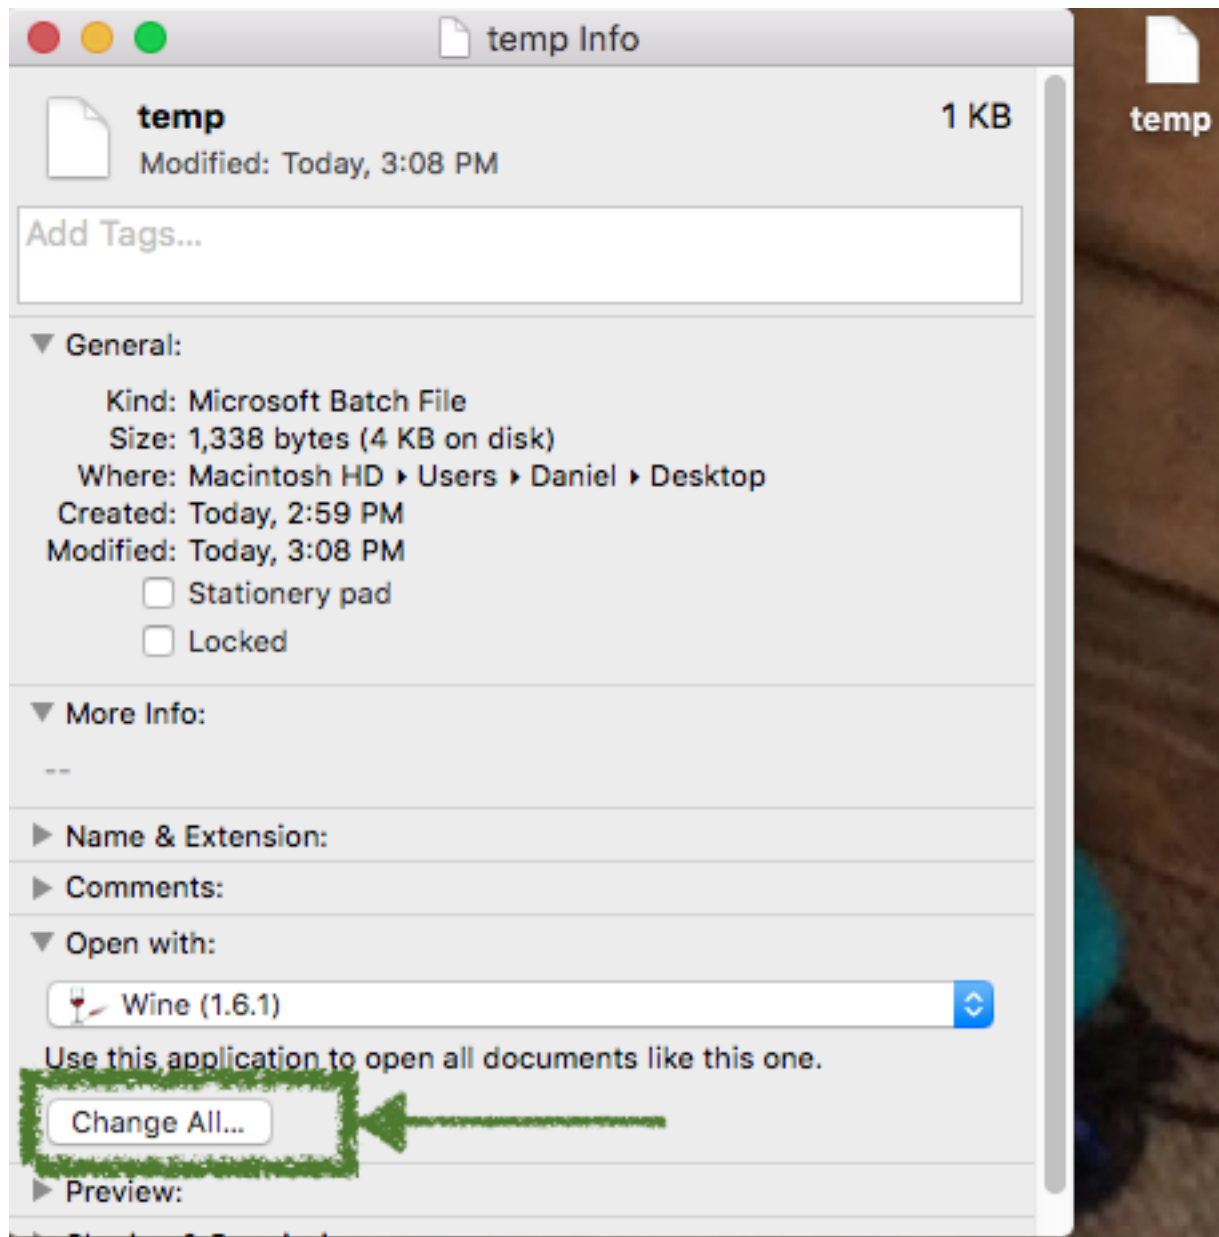 temp Info
temp
1 KB
temp
Modified: Today, 3:08 PM
Add Tags...
General:
Kind: Microsoft Batch File
Size: 1,338 bytes (4 KB on disk)
Where: Macintosh HD ▸ Users ▸ Daniel ▸ Desktop
Created: Today, 2:59 PM
Modified: Today, 3:08 PM
Stationery pad
Locked
More Info:
--
Name & Extension:
Comments:
Open with:
Wine (1.6.1)
Use this application to open all documents like this one.
Change All...
Preview: